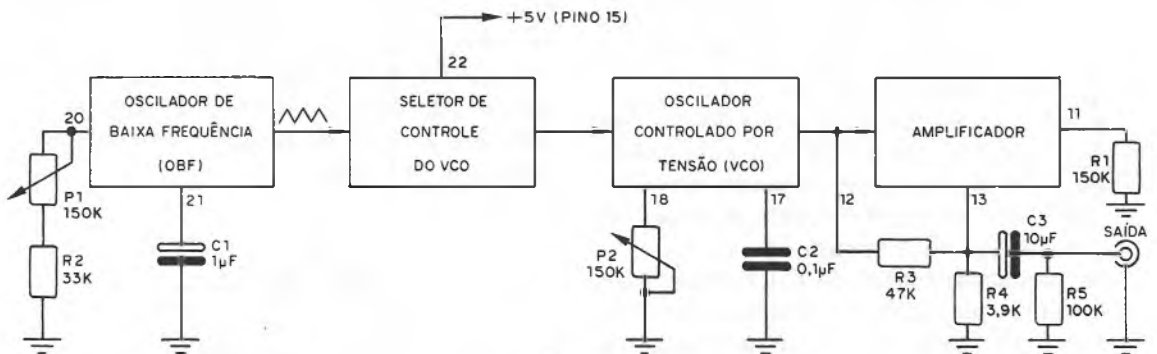 +5V (PINO 15)
22
20
OSCILADOR DE
BAIXA FREQUÊNCIA
(OBF)
SELETOR DE
CONTROLE
DO VCO
OSCILADOR
CONTROLADO POR
TENSÃO (VCO)
AMPLIFICADOR
11
R1
150K
P1
150K
21
18
17
12
13
C3
10µF
SAÍDA
C1
1µF
R2
33K
P2
150K
C2
0,1µF
R3
47K
R4
3,9K
R5
100K